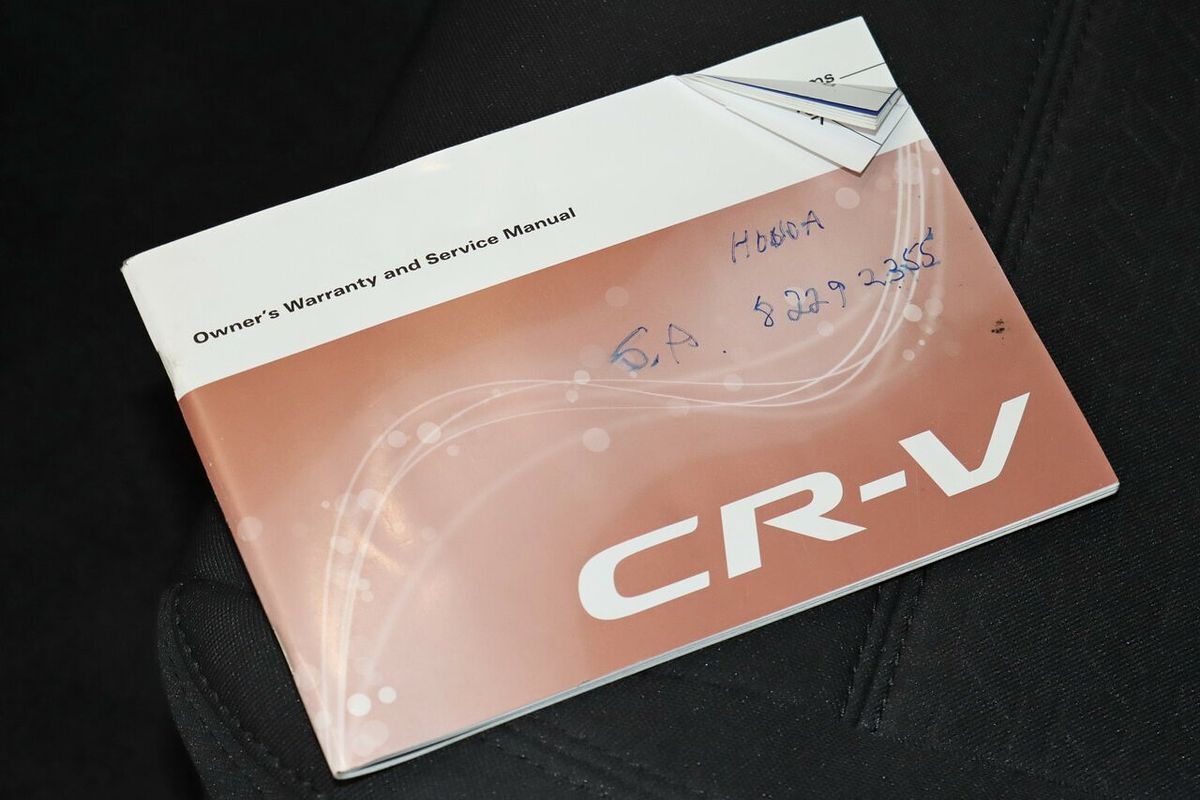 Owner's Warranty and Service Manual
HONDA
S.A. 8229 2355
CR-V